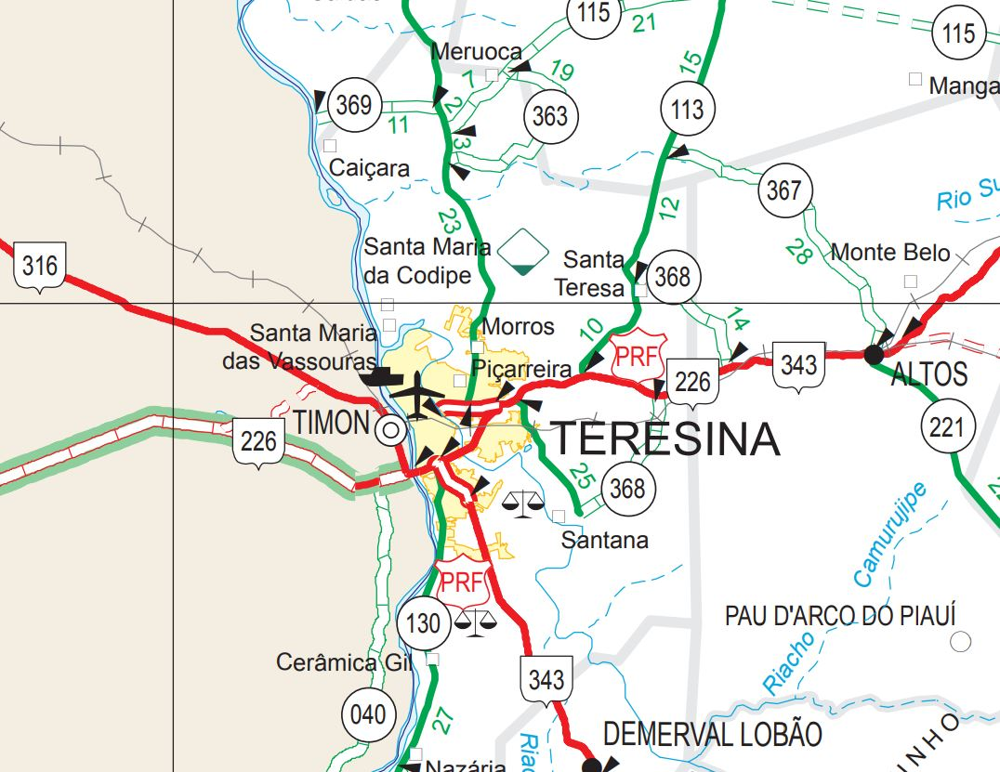 115
21
115
Meruoca
15
7
19
Manga
369
2
113
363
11
3
Caiçara
367
Rio Su
12
23
28
Santa Maria
da Codipe
Monte Belo
316
Santa
Teresa
368
Morros
10
14
Santa Maria
das Vassouras
PRF
Piçarreira
226
343
ALTOS
TIMON
TERESINA
221
226
25
368
Santana
Camurujipe
PRF
130
PAU D'ARCO DO PIAUÍ
Riacho
Cerâmica Gil
343
040
27
DEMERVAL LOBÃO
INHO
Riac
Nazária